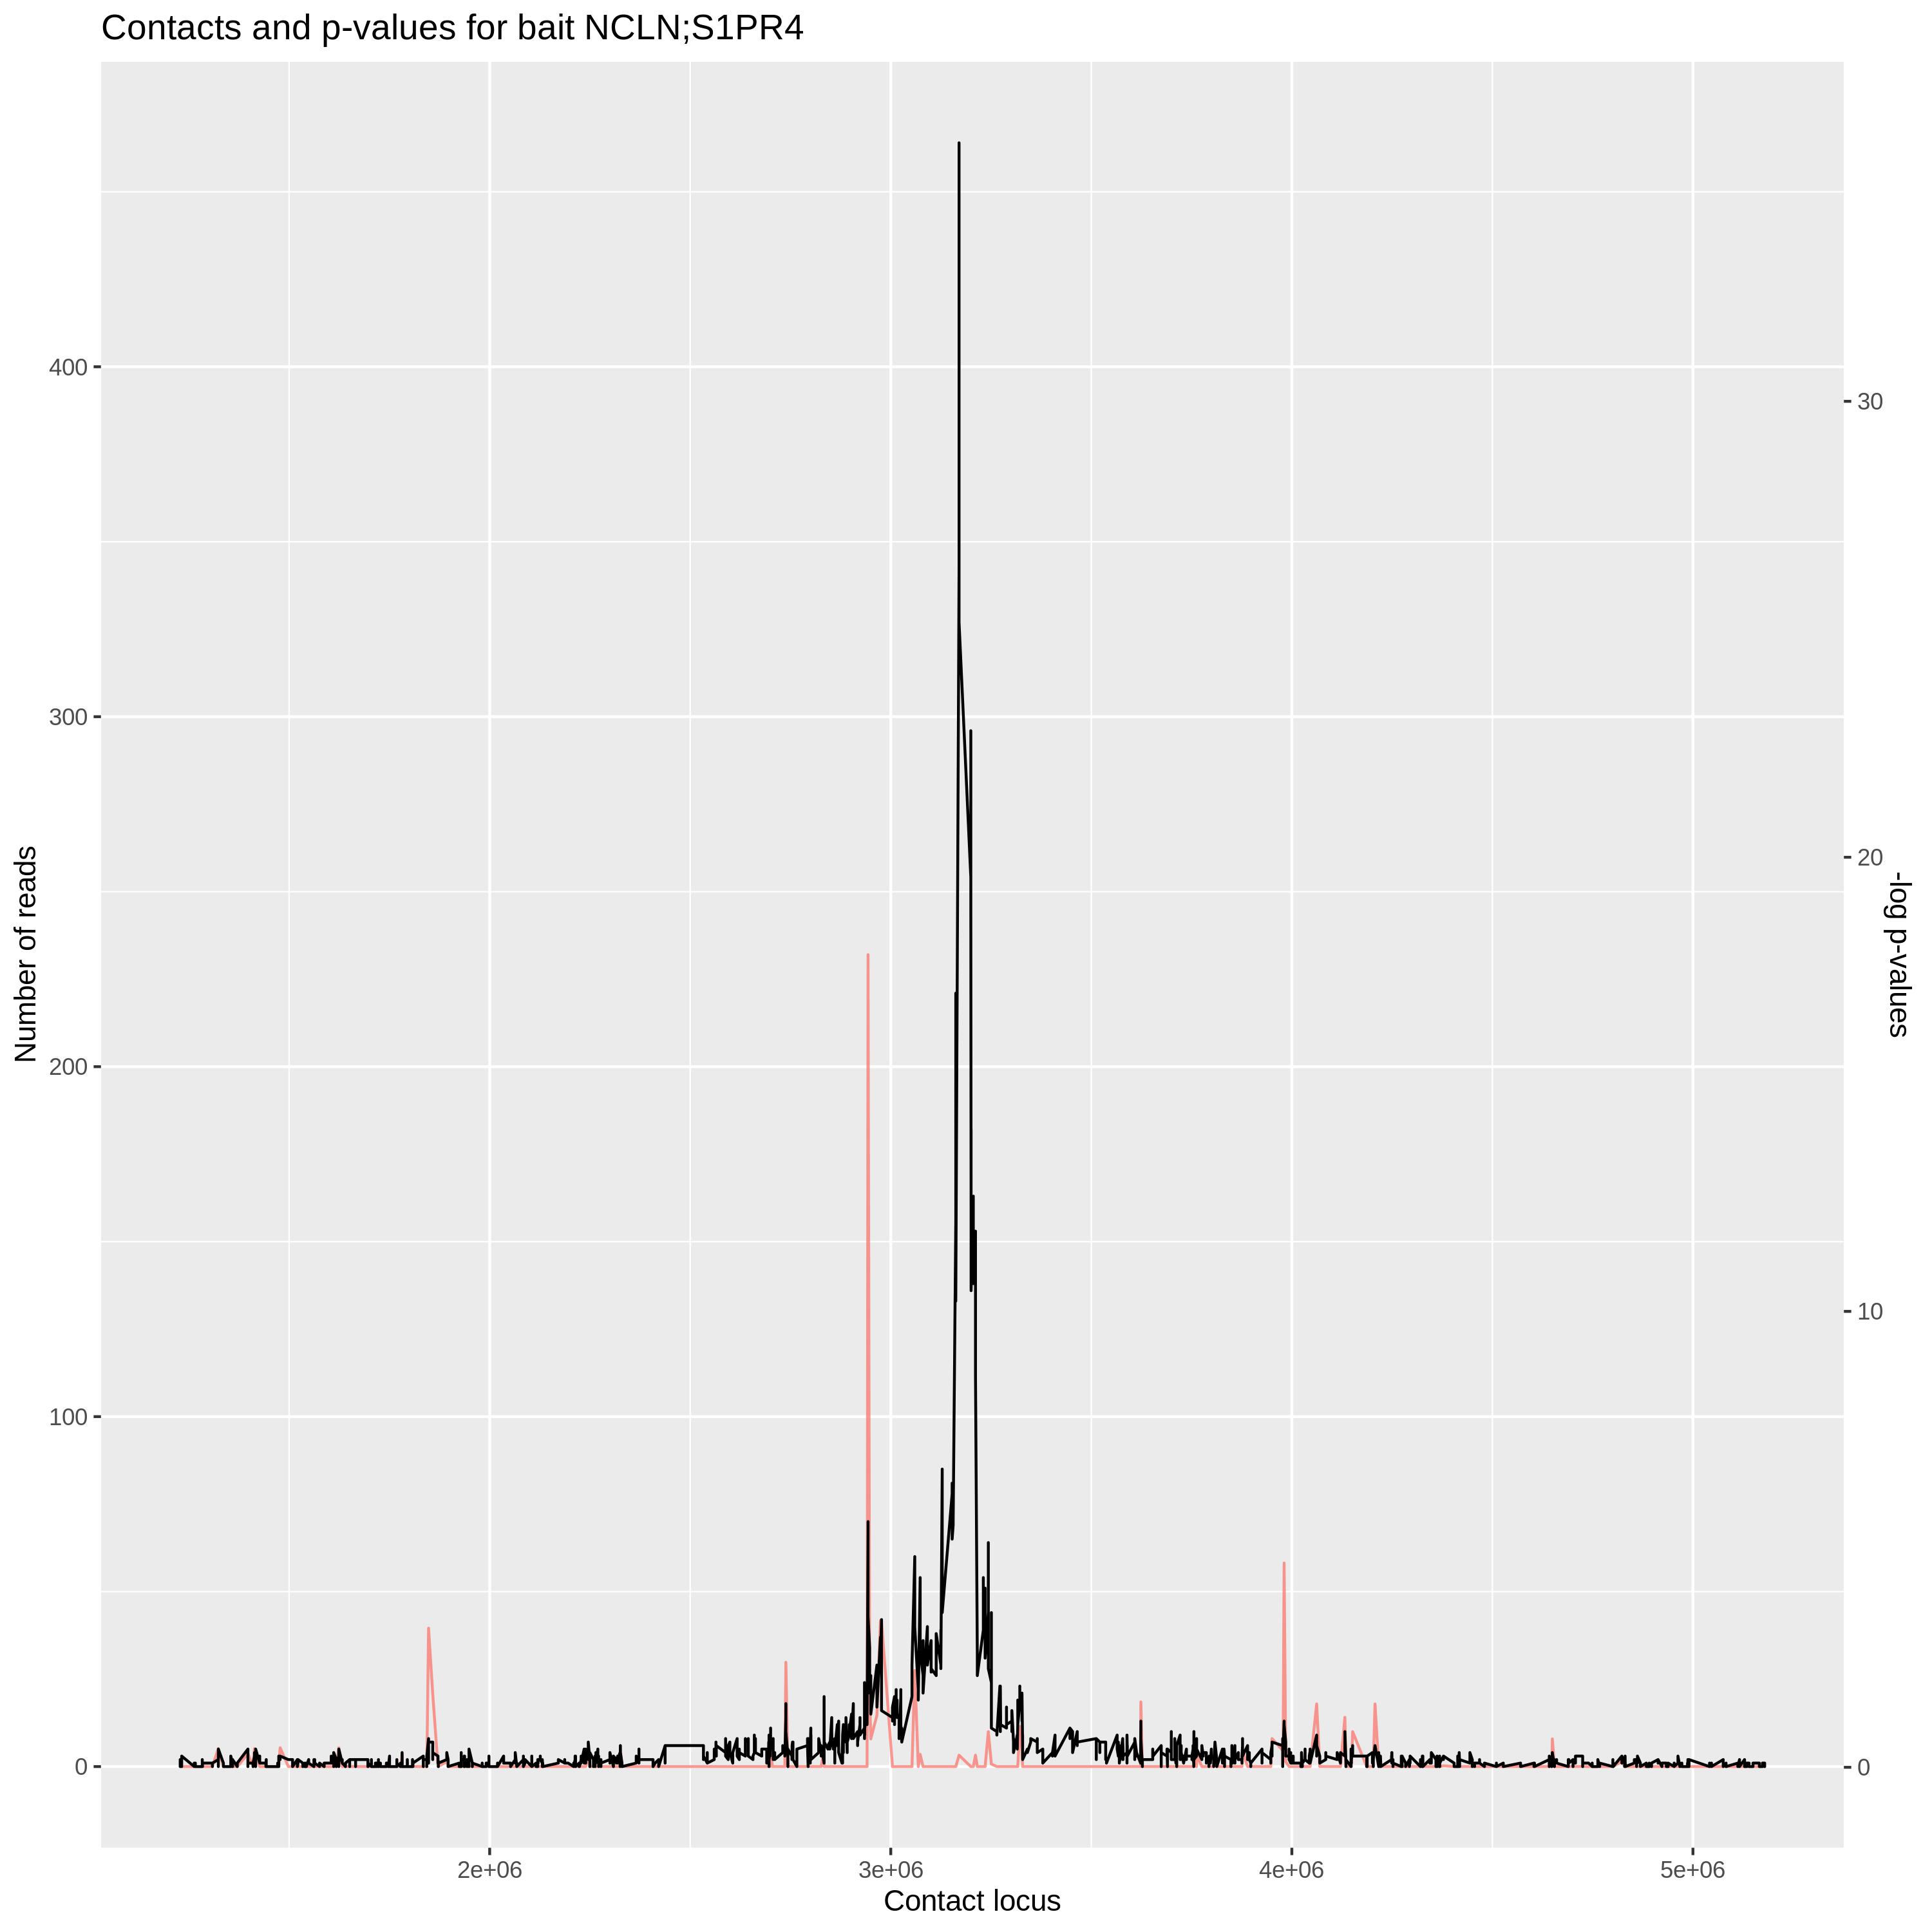 Contacts and p-values for bait NCLN;S1PR4
Number of reads
400
300
200
100
0
30
20
10
0
-log p-values
2e+06
3e+06
4e+06
5e+06
Contact locus